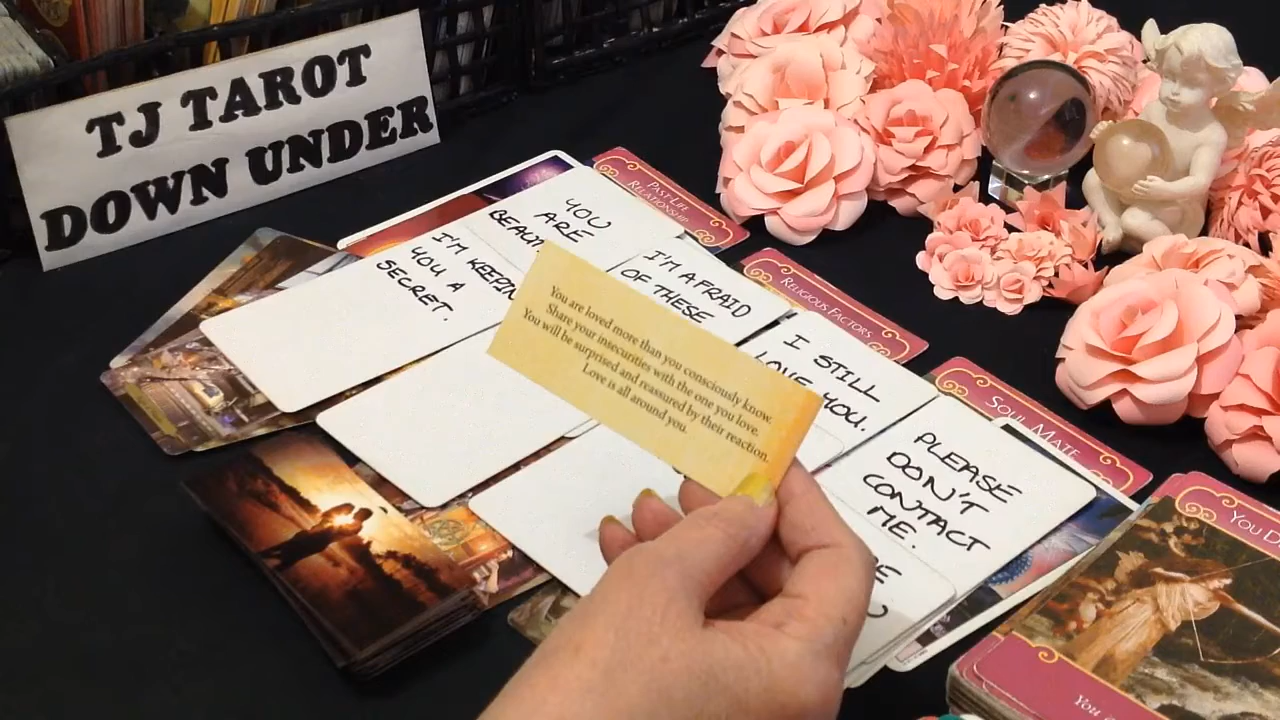 TJ TAROT
DOWN UNDER
PAST-LIFE
RELATIONSHIP
YOU
ARE
I'M
YOU A
SECRET.
I'M AFRAID
OF THESE
RELIGIOUS FACTORS
I STILL
LOVE YOU.
SOUL MATE
PLEASE
DON'T
CONTACT
ME.
You are loved more than you consciously know.
Share your insecurities with the one you love.
You will be surprised and reassured by their reaction.
Love is all around you.
YOU
You